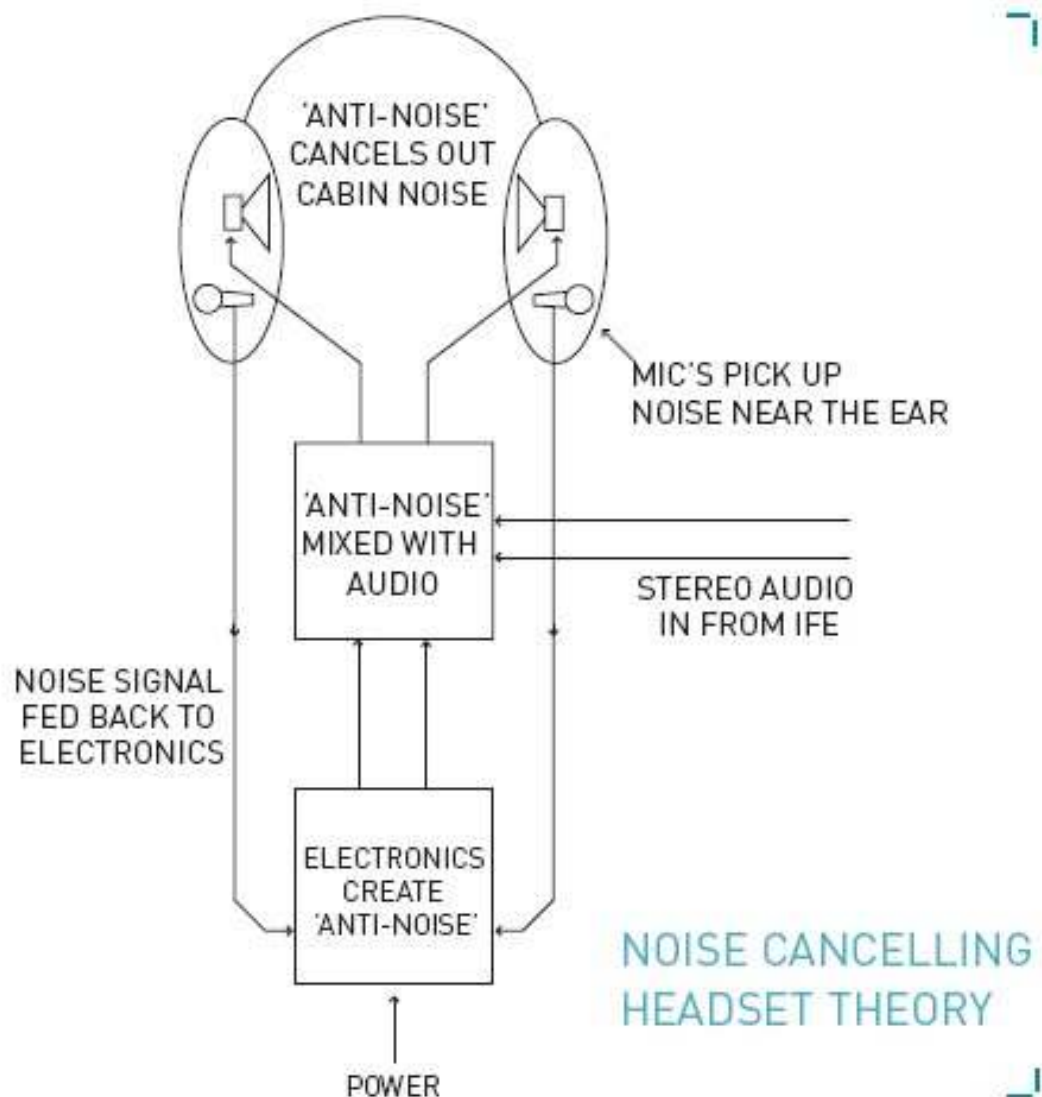 'ANTI-NOISE'
CANCELS OUT
CABIN NOISE
MIC'S PICK UP
NOISE NEAR THE EAR
'ANTI-NOISE'
MIXED WITH
AUDIO
STEREO AUDIO
IN FROM IFE
NOISE SIGNAL
FED BACK TO
ELECTRONICS
ELECTRONICS
CREATE
'ANTI-NOISE'
NOISE CANCELLING
HEADSET THEORY
POWER